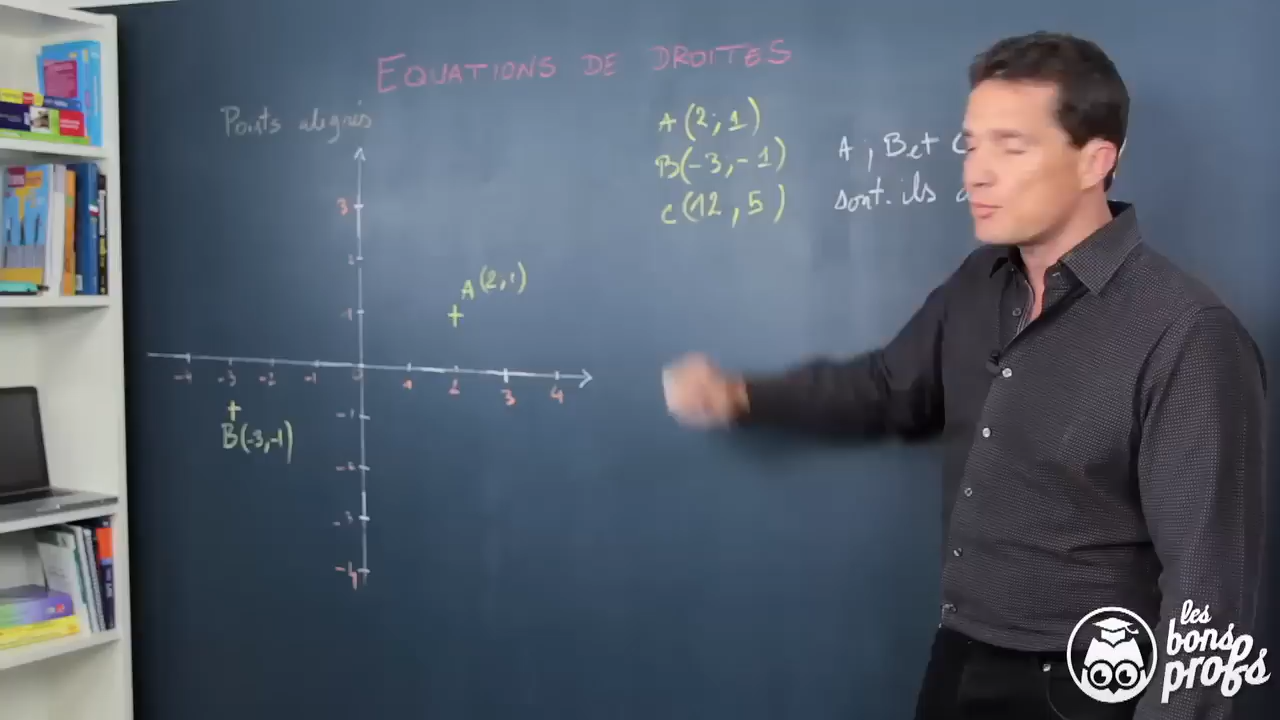 EQUATIONS DE DROITES
Points alignés
A(2;1)
B(-3,-1)
C(12,5)
A; B et C
sont-ils
3
2
1
A(2,1)
-4 -3 -2 -1 0 1 2 3 4
B(-3,-1)
-1
-2
-3
-4
les
bons
profs